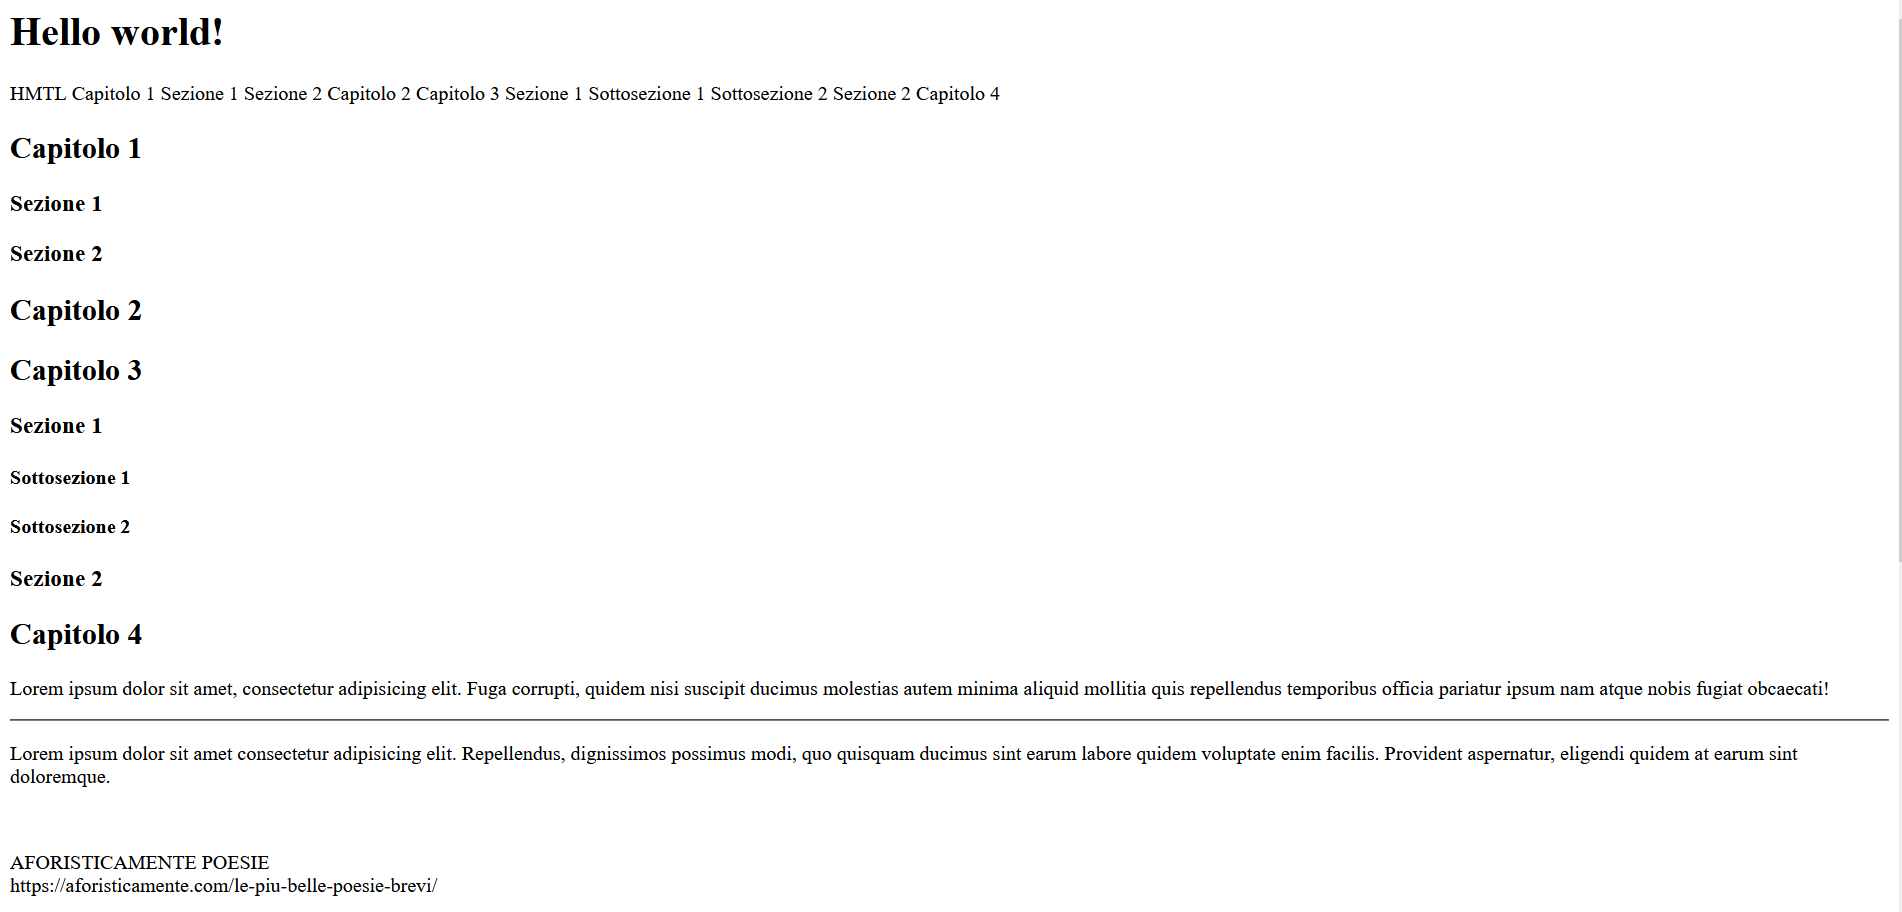 Hello world!
HMTL Capitolo 1 Sezione 1 Sezione 2 Capitolo 2 Capitolo 3 Sezione 1 Sottosezione 1 Sottosezione 2 Sezione 2 Capitolo 4
Capitolo 1
Sezione 1
Sezione 2
Capitolo 2
Capitolo 3
Sezione 1
Sottosezione 1
Sottosezione 2
Sezione 2
Capitolo 4
Lorem ipsum dolor sit amet, consectetur adipisicing elit. Fuga corrupti, quidem nisi suscipit ducimus molestias autem minima aliquid mollitia quis repellendus temporibus officia pariatur ipsum nam atque nobis fugiat obcaecati!
Lorem ipsum dolor sit amet consectetur adipisicing elit. Repellendus, dignissimos possimus modi, quo quisquam ducimus sint earum labore quidem voluptate enim facilis. Provident aspernatur, eligendi quidem at earum sint
doloremque.
AFORISTICAMENTE POESIE
https://aforisticamente.com/le-piu-belle-poesie-brevi/